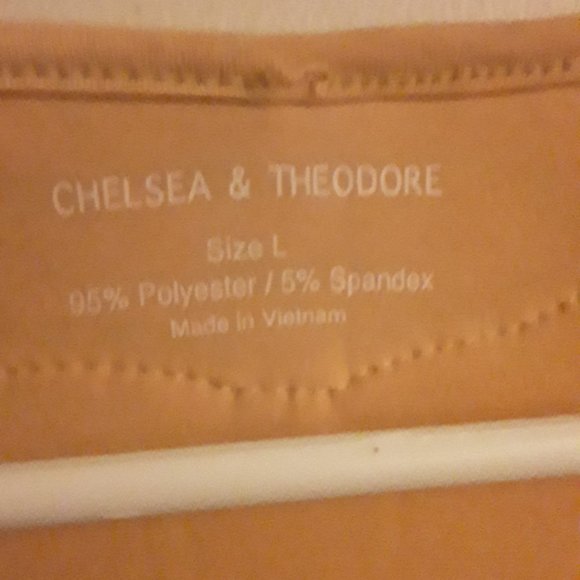 CHELSEA & THEODORE
Size L
95% Polyester / 5% Spandex
Made in Vietnam